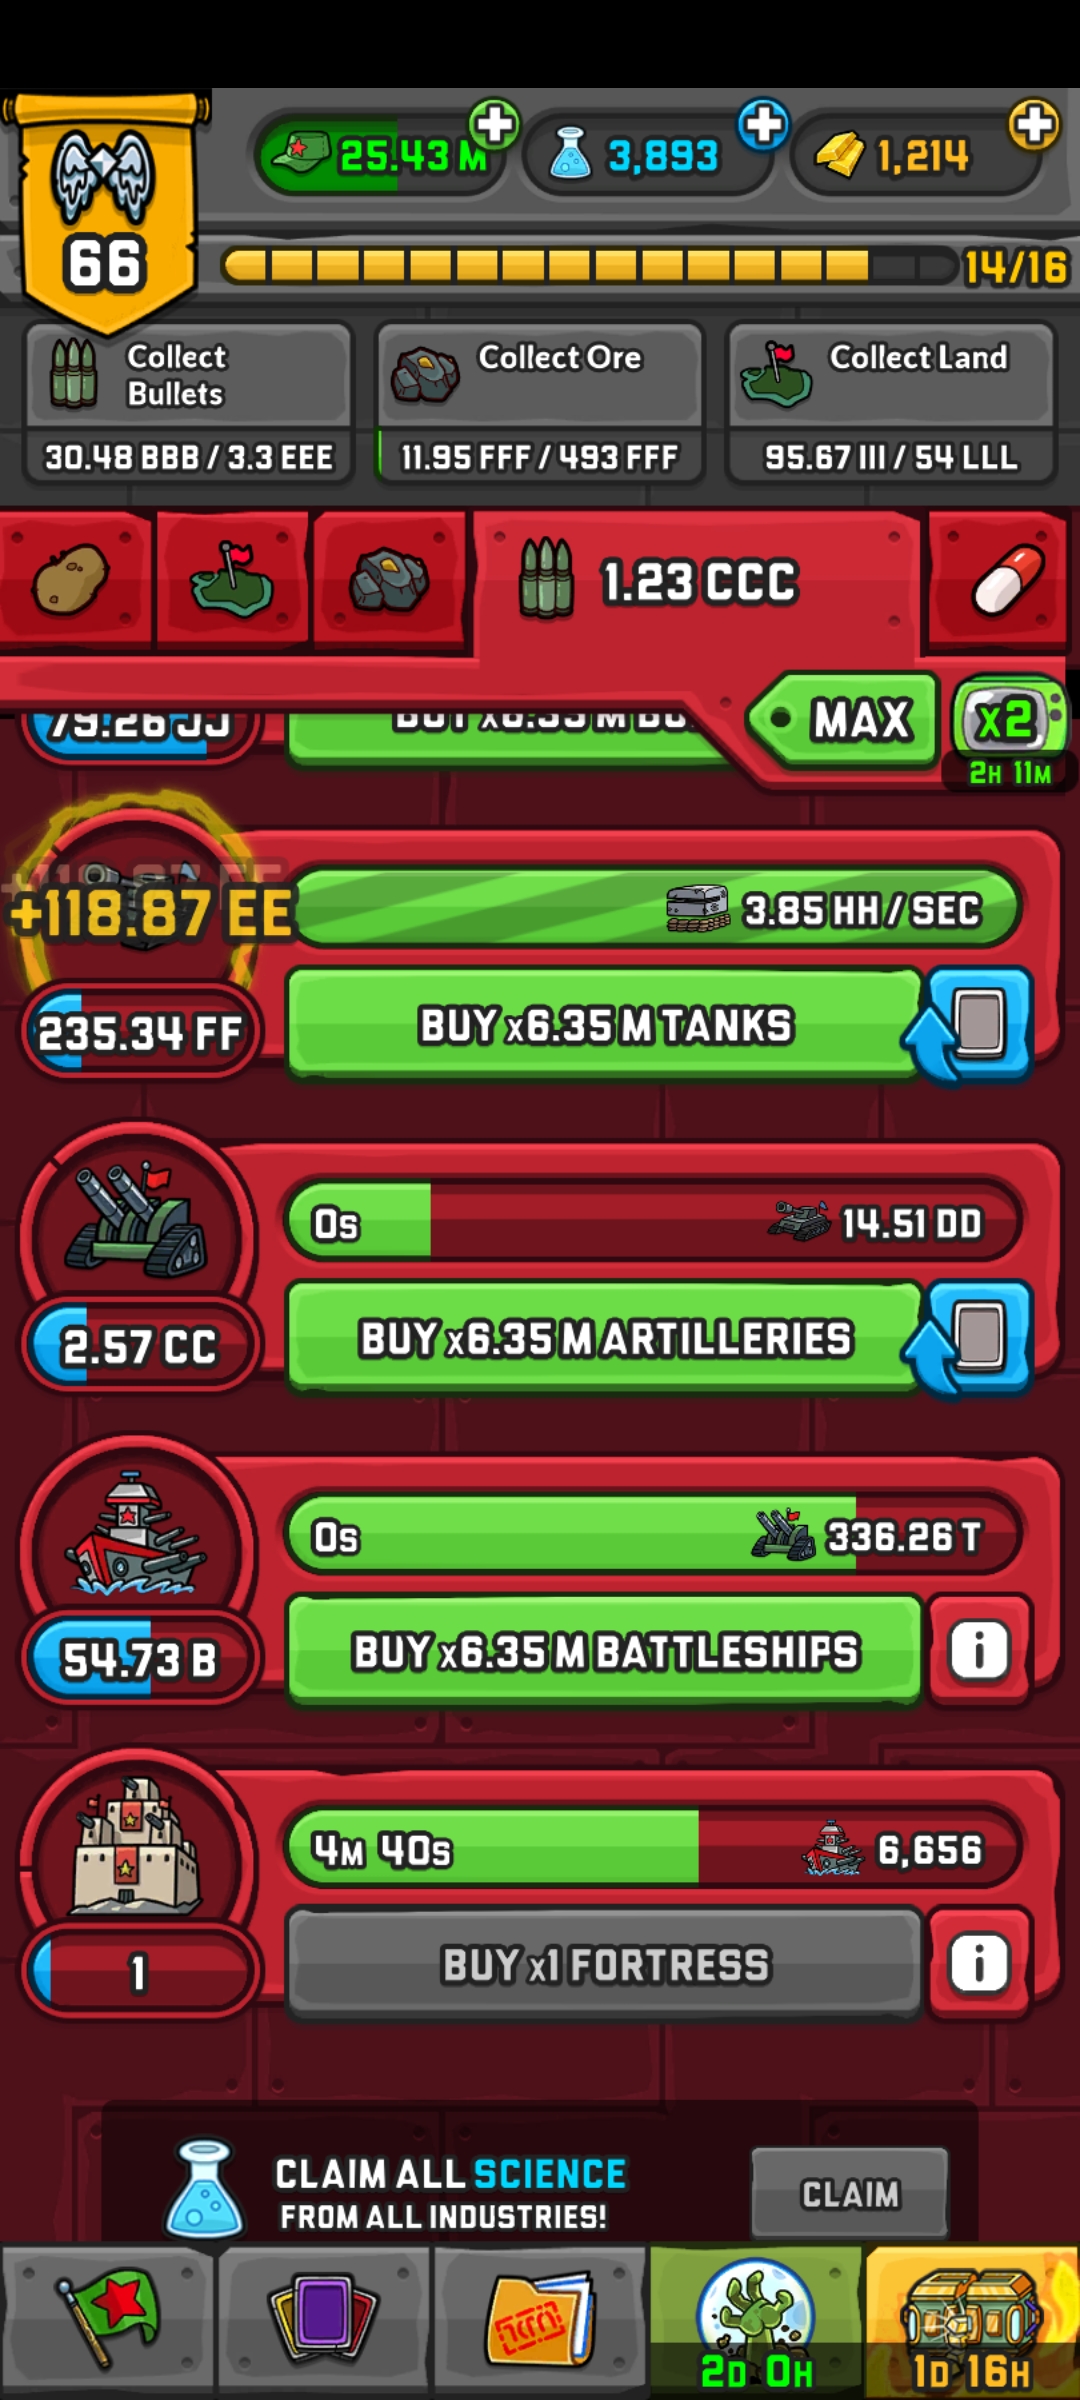 25.43 M
3,893
1,214
66
14/16
Collect
Bullets
Collect Ore
Collect Land
30.48 BBB / 3.3 EEE
11.95 FFF / 493 FFF
95.67 III / 54 LLL
1.23 CCC
MAX
x2
2H 11M
79.26 JJ
+118.87 EE
3.85 HH / SEC
235.34 FF
BUY x6.35 M TANKS
0s
14.51 DD
2.57 CC
BUY x6.35 M ARTILLERIES
0s
336.26 T
54.73 B
BUY x6.35 M BATTLESHIPS
i
4M 40s
6,656
1
BUY x1 FORTRESS
i
CLAIM ALL SCIENCE
FROM ALL INDUSTRIES!
CLAIM
2D 0H
1D 16H